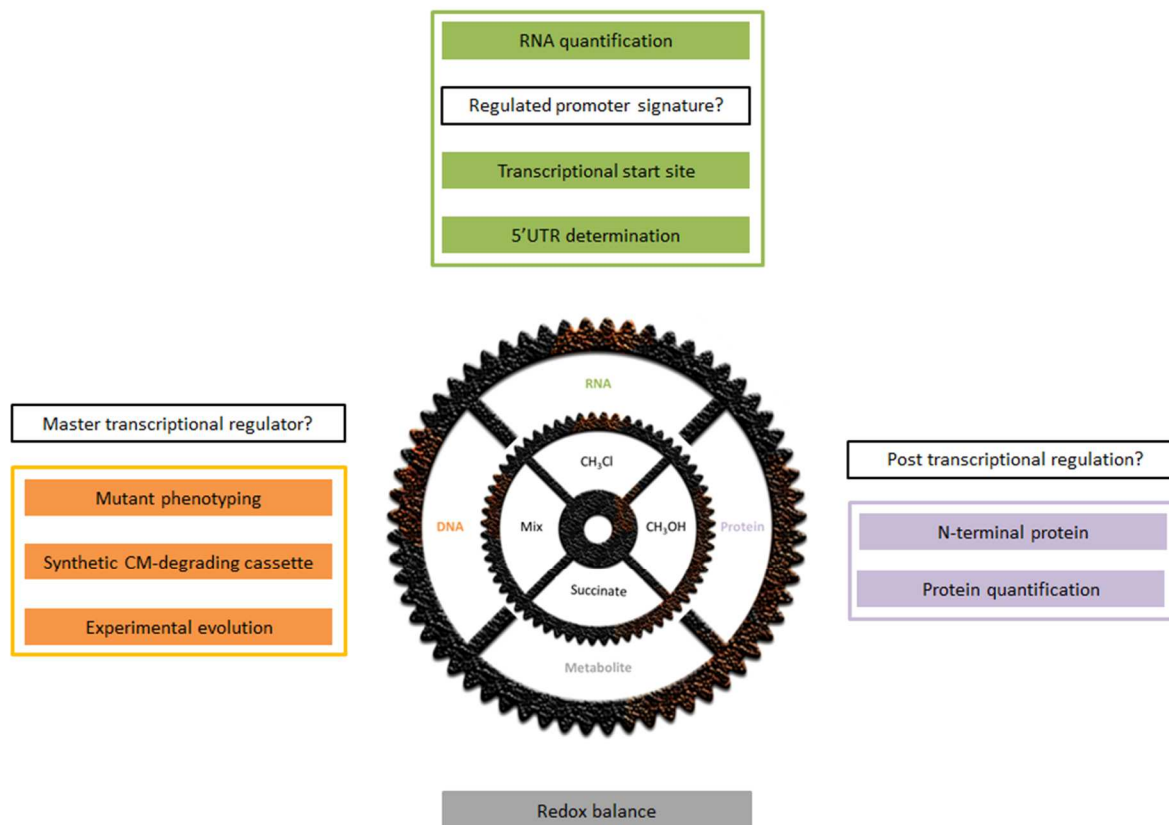 RNA quantification
Regulated promoter signature?
Transcriptional start site
5'UTR determination
Master transcriptional regulator?
Mutant phenotyping
Synthetic CM-degrading cassette
Experimental evolution
RNA
CH₃Cl
DNA
Mix
CH₃OH
Protein
Succinate
Metabolite
Post transcriptional regulation?
N-terminal protein
Protein quantification
Redox balance